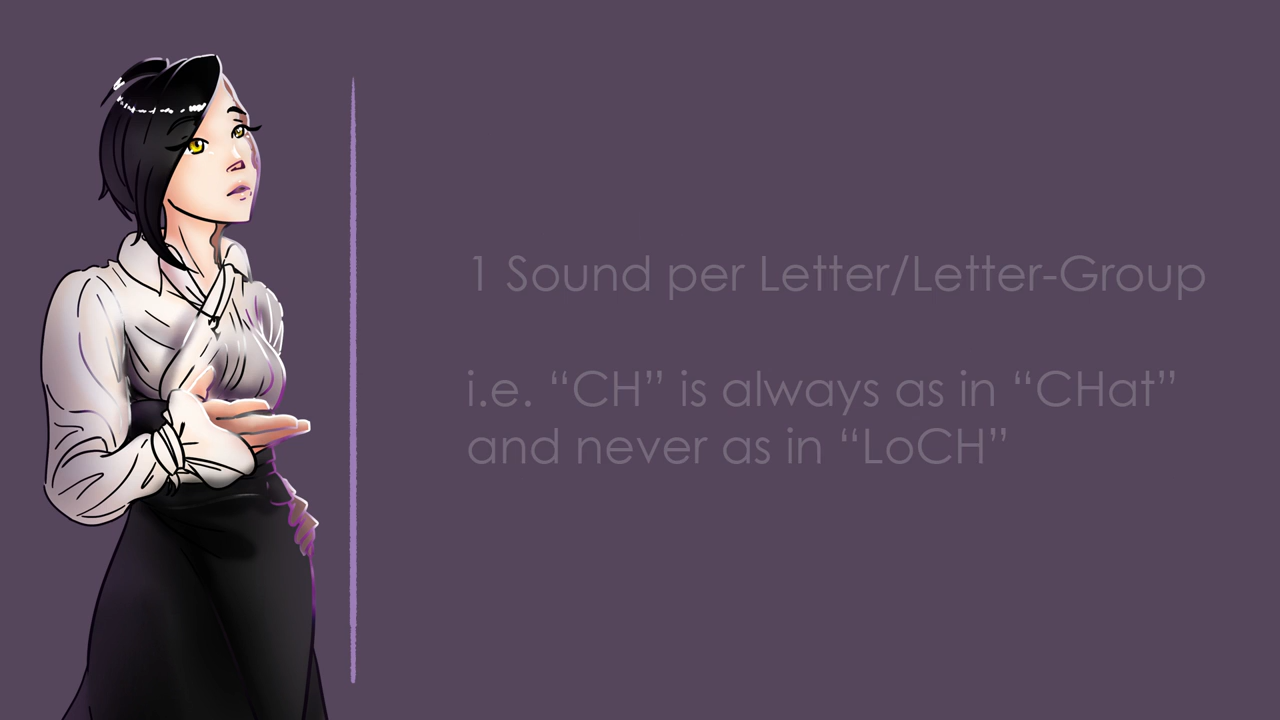 1 Sound per Letter/Letter-Group
i.e. “CH” is always as in “CHat”
and never as in “LoCH”